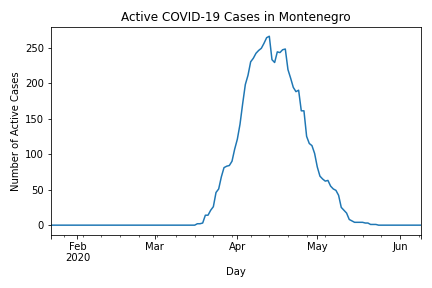 Active COVID-19 Cases in Montenegro
Number of Active Cases
250
200
150
100
50
0
Feb Mar Apr May Jun
2020
Day